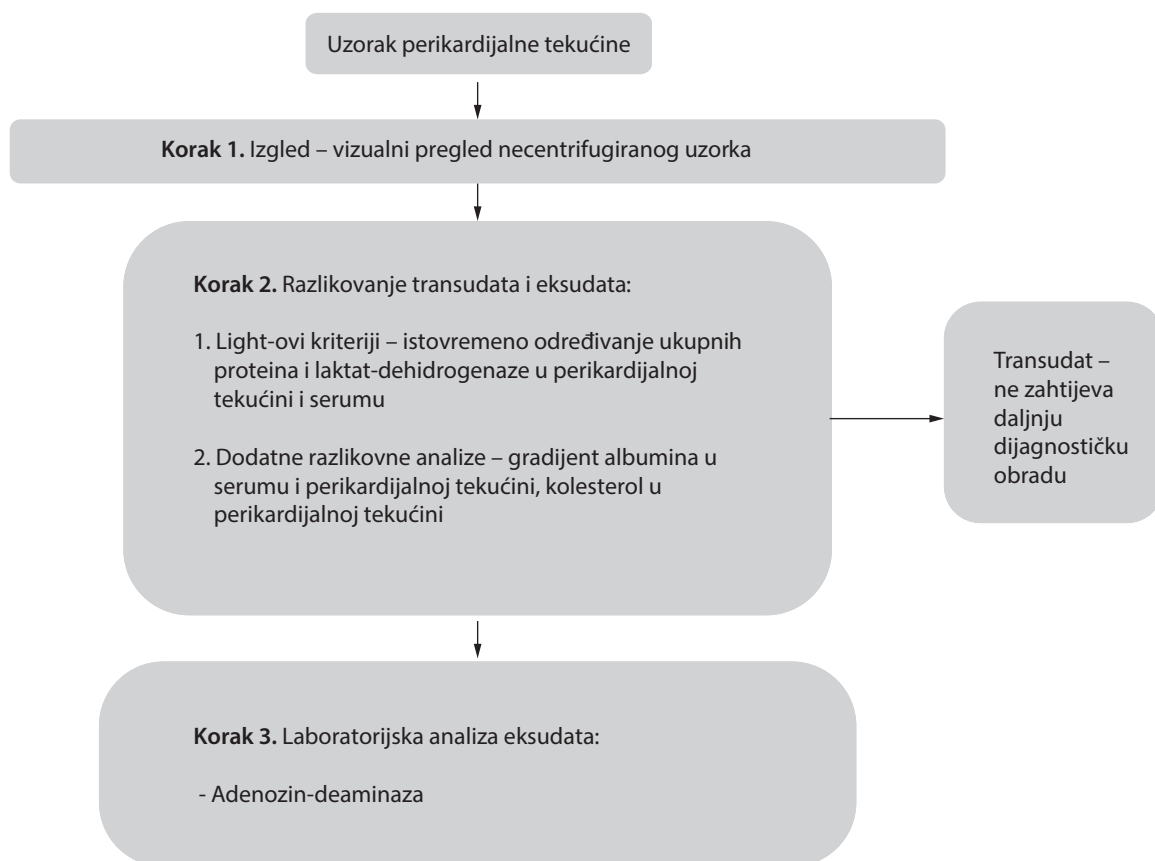 Uzorak perikardijalne tekućine
Korak 1. Izgled – vizualni pregled necentrifugiranog uzorka
Korak 2. Razlikovanje transudata i eksudata:
1. Light-ovi kriteriji – istovremeno određivanje ukupnih
proteina i laktat-dehidrogenaze u perikardijalnoj
tekućini i serumu
2. Dodatne razlikovne analize – gradijent albumina u
serumu i perikardijalnoj tekućini, kolesterol u
perikardijalnoj tekućini
Transudat –
ne zahtijeva
daljnju
dijagnostičku
obradu
Korak 3. Laboratorijska analiza eksudata:
- Adenozin-deaminaza